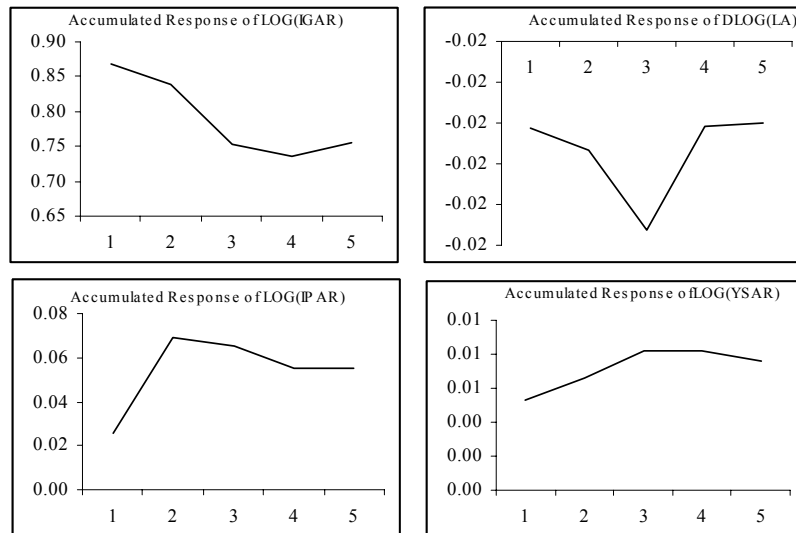 Accumulated Response of LOG(IGAR)
0.90
0.85
0.80
0.75
0.70
0.65
1 2 3 4 5
Accumulated Response of DLOG(LA)
-0.02
-0.02
-0.02
-0.02
-0.02
-0.02
1 2 3 4 5
Accumulated Response of LOG(IPAR)
0.08
0.06
0.04
0.02
0.00
1 2 3 4 5
Accumulated Response ofLOG(YSAR)
0.01
0.01
0.01
0.00
0.00
0.00
1 2 3 4 5